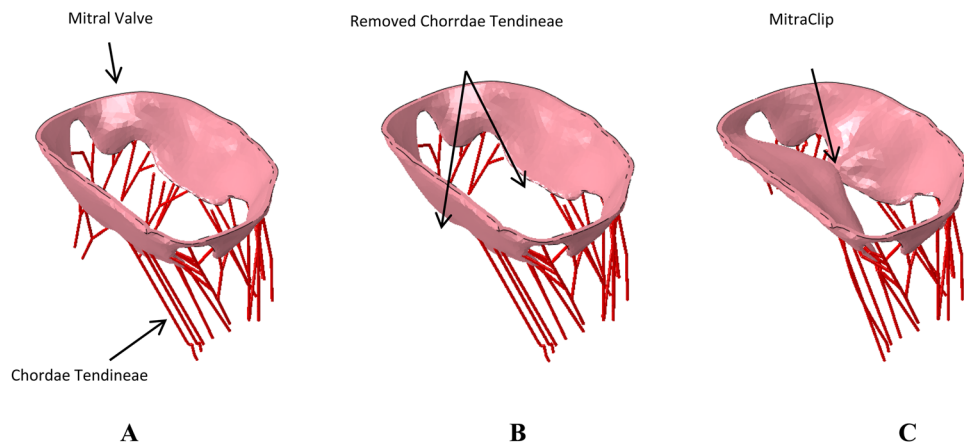 Mitral Valve
Removed Chorrdae Tendineae
MitraClip
Chordae Tendineae
A
B
C